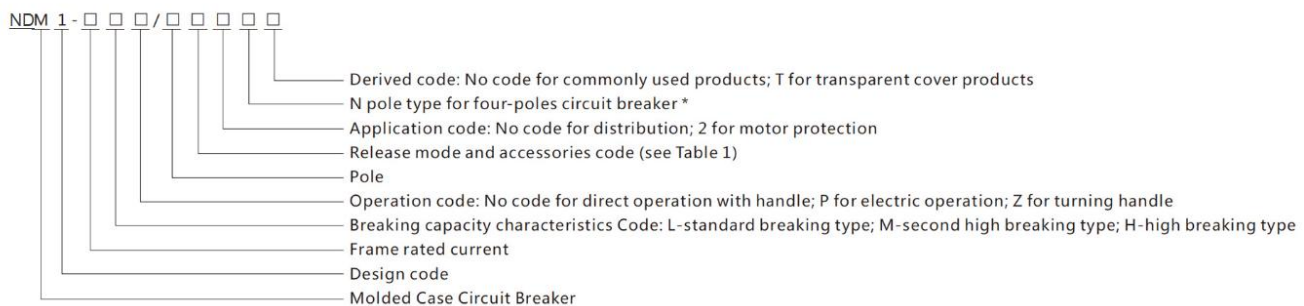 NDM 1 - □ □ □ / □ □ □ □ □
Derived code: No code for commonly used products; T for transparent cover products
N pole type for four-poles circuit breaker *
Application code: No code for distribution; 2 for motor protection
Release mode and accessories code (see Table 1)
Pole
Operation code: No code for direct operation with handle; P for electric operation; Z for turning handle
Breaking capacity characteristics Code: L-standard breaking type; M-second high breaking type; H-high breaking type
Frame rated current
Design code
Molded Case Circuit Breaker